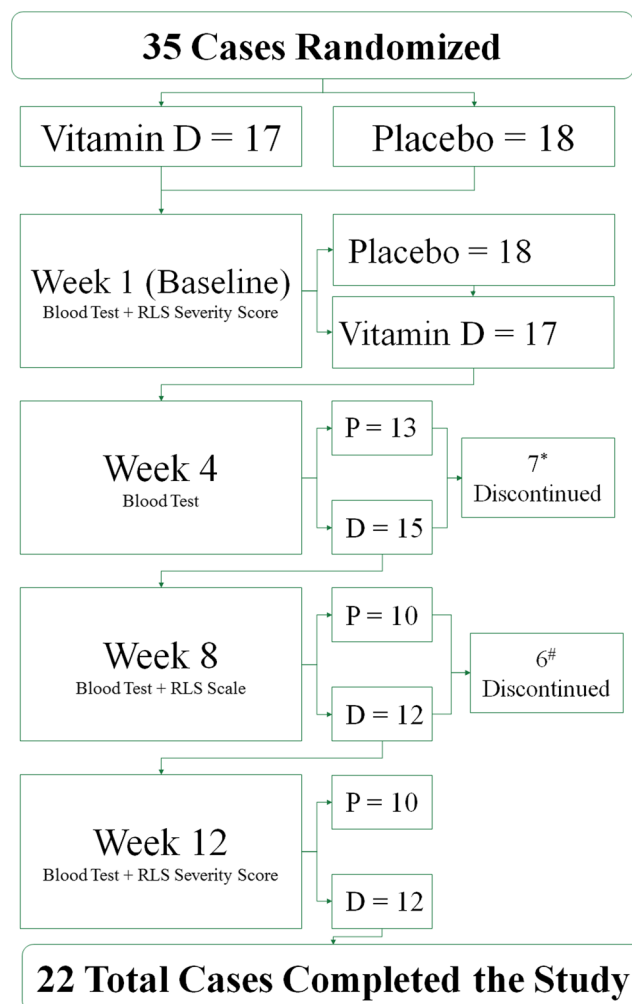 35 Cases Randomized
Vitamin D = 17
Placebo = 18
Week 1 (Baseline)
Blood Test + RLS Severity Score
Placebo = 18
Vitamin D = 17
Week 4
Blood Test
P = 13
D = 15
7*
Discontinued
Week 8
Blood Test + RLS Scale
P = 10
D = 12
6#
Discontinued
Week 12
Blood Test + RLS Severity Score
P = 10
D = 12
22 Total Cases Completed the Study